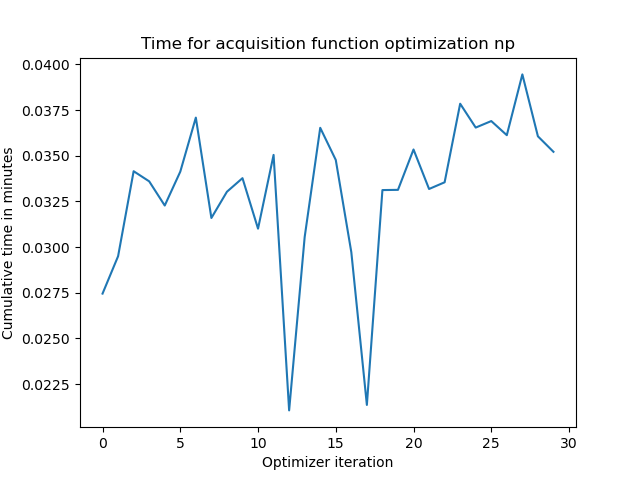 Time for acquisition function optimization np
Cumulative time in minutes
0.0400
0.0375
0.0350
0.0325
0.0300
0.0275
0.0250
0.0225
0 5 10 15 20 25 30
Optimizer iteration